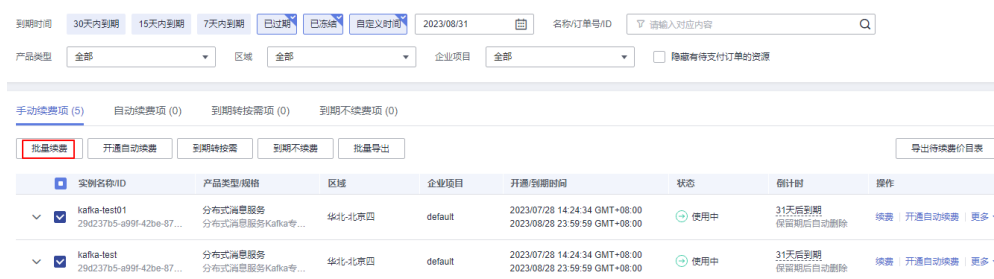 到期时间 30天内到期 15天内到期 7天内到期 已过期 已冻结 自定义时间 2023/08/31 名称/订单号/ID 请输入对应内容
产品类型 全部 区域 全部 企业项目 全部 隐藏有待支付订单的资源
手动续费项 (5) 自动续费项 (0) 到期转按需项 (0) 到期不续费项 (0)
批量续费 开通自动续费 到期转按需 到期不续费 批量导出 导出待续费价目表
实例名称/ID 产品类型/规格 区域 企业项目 开通/到期时间 状态 倒计时 操作
kafka-test01 分布式消息服务 华北-北京四 default 2023/07/28 14:24:34 GMT+08:00 使用中 31天后到期 续费 开通自动续费 更多
29d237b5-a99f-42be-87... 分布式消息服务Kafka专... 2023/08/28 23:59:59 GMT+08:00 保留期后自动删除
kafka-test 分布式消息服务 华北-北京四 default 2023/07/28 14:24:34 GMT+08:00 使用中 31天后到期 续费 开通自动续费 更多
29d237b5-a99f-42be-87... 分布式消息服务Kafka专... 2023/08/28 23:59:59 GMT+08:00 保留期后自动删除